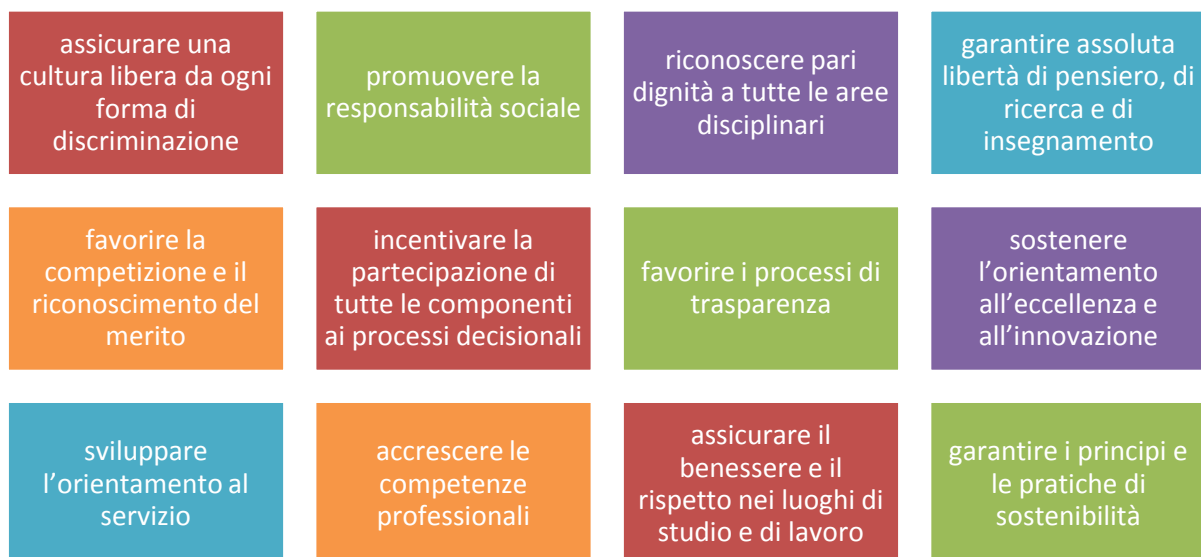 assicurare una
cultura libera da ogni
forma di
discriminazione
promuovere la
responsabilità sociale
riconoscere pari
dignità a tutte le aree
disciplinari
garantire assoluta
libertà di pensiero, di
ricerca e di
insegnamento
favorire la
competizione e il
riconoscimento del
merito
incentivare la
partecipazione di
tutte le componenti
ai processi decisionali
favorire i processi di
trasparenza
sostenere
l’orientamento
all’eccellenza e
all’innovazione
sviluppare
l’orientamento al
servizio
accrescere le
competenze
professionali
assicurare il
benessere e il
rispetto nei luoghi di
studio e di lavoro
garantire i principi e
le pratiche di
sostenibilità